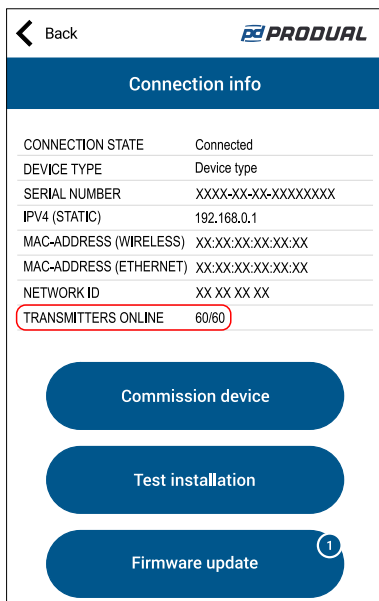 Back pd PRODUAL
Connection info
CONNECTION STATE Connected
DEVICE TYPE Device type
SERIAL NUMBER XXXX-XX-XX-XXXXXXXX
IPV4 (STATIC) 192.168.0.1
MAC-ADDRESS (WIRELESS) XX:XX:XX:XX:XX:XX
MAC-ADDRESS (ETHERNET) XX:XX:XX:XX:XX:XX
NETWORK ID XX XX XX XX
TRANSMITTERS ONLINE 60/60
Commission device
Test installation
1
Firmware update